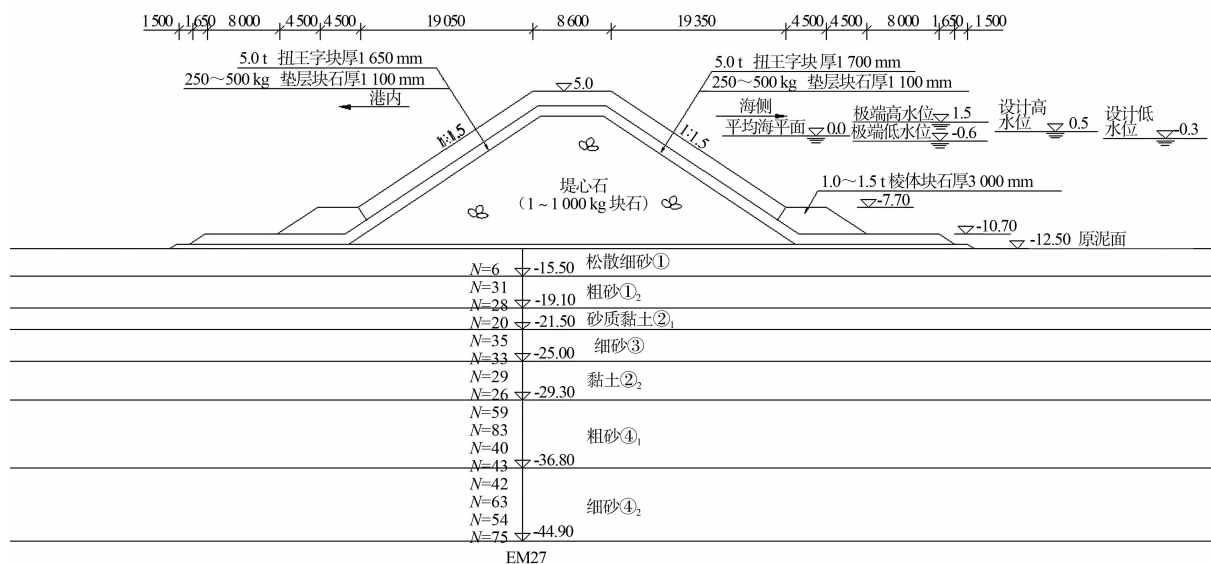 1 500 1 650 8 000 4 500 4 500 19 050 8 600 19 350 4 500 4 500 8 000 1 650 1 500
5.0 t 扭王字块厚1 650 mm
250～500 kg 垫层块石厚1 100 mm
港内
5.0
5.0 t 扭王字块厚1 700 mm
250～500 kg 垫层块石厚1 100 mm
海侧
平均海平面 0.0
极端高水位 1.5
极端低水位 -0.6
设计高
水位 0.5
设计低
水位 -0.3
1:1.5
1:1.5
堤心石
（1～1 000 kg 块石）
1.0～1.5 t 棱体块石厚3 000 mm
-7.70
-10.70
-12.50 原泥面
N=6 -15.50 松散细砂①
N=31
粗砂①2
N=28 -19.10
N=20 -21.50 砂质黏土②1
N=35
细砂③
N=33 -25.00
N=29
黏土②2
N=26 -29.30
N=59
N=83
粗砂④1
N=40
N=43 -36.80
N=42
N=63
细砂④2
N=54
N=75 -44.90
EM27